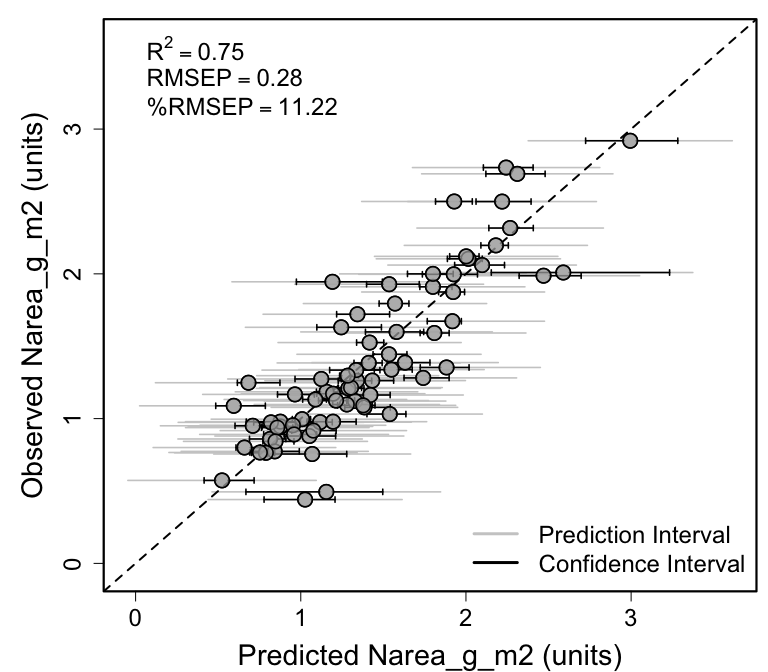 R² = 0.75
RMSEP = 0.28
%RMSEP = 11.22
Observed Narea_g_m2 (units)
3
2
1
0
Prediction Interval
Confidence Interval
0 1 2 3
Predicted Narea_g_m2 (units)